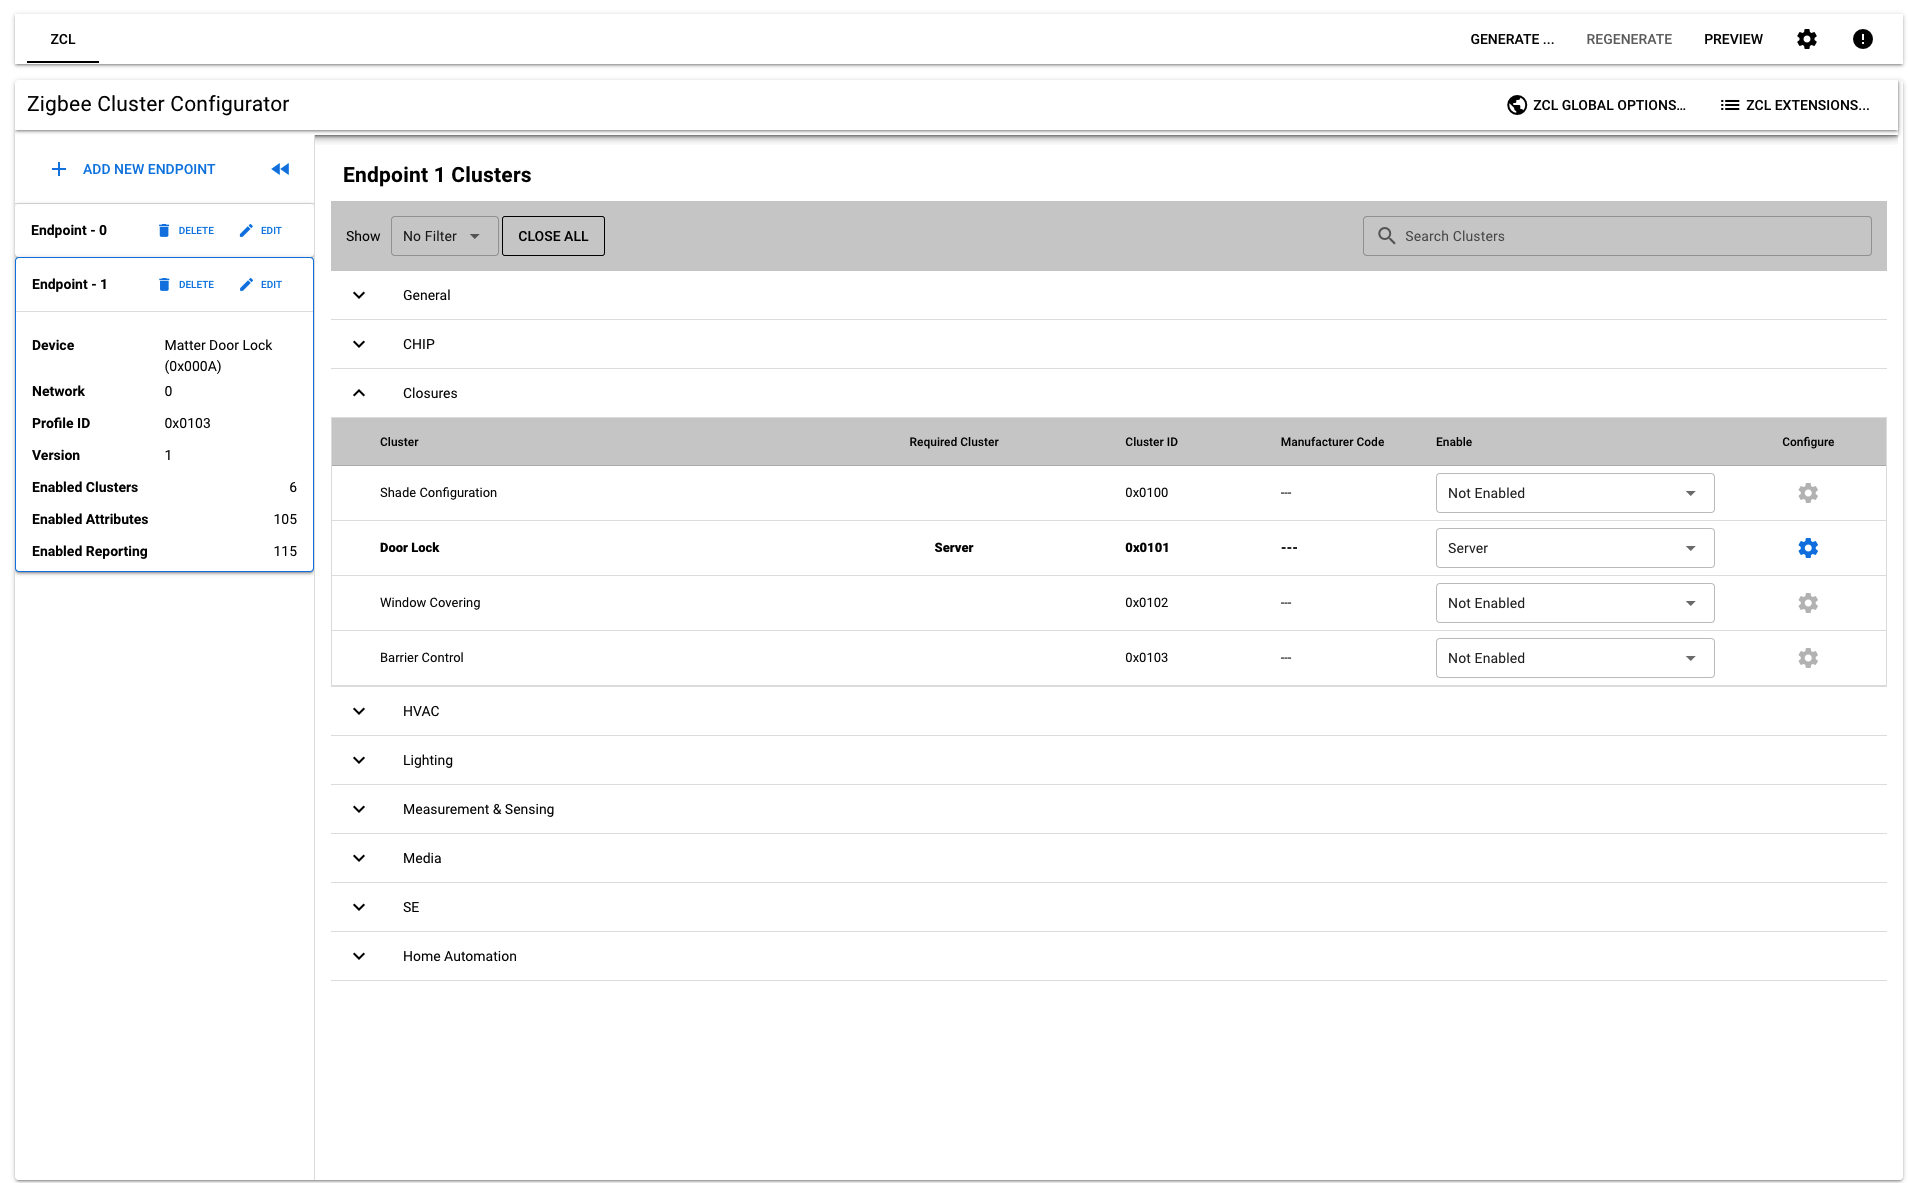 ZCL
GENERATE ...
REGENERATE
PREVIEW
Zigbee Cluster Configurator
ZCL GLOBAL OPTIONS...
ZCL EXTENSIONS...
ADD NEW ENDPOINT
Endpoint - 0 DELETE EDIT
Endpoint - 1 DELETE EDIT
Device Matter Door Lock
(0x000A)
Network 0
Profile ID 0x0103
Version 1
Enabled Clusters 6
Enabled Attributes 105
Enabled Reporting 115
Endpoint 1 Clusters
Show No Filter CLOSE ALL Search Clusters
General
CHIP
Closures
Cluster Required Cluster Cluster ID Manufacturer Code Enable Configure
Shade Configuration 0x0100 --- Not Enabled
Door Lock Server 0x0101 --- Server
Window Covering 0x0102 --- Not Enabled
Barrier Control 0x0103 --- Not Enabled
HVAC
Lighting
Measurement & Sensing
Media
SE
Home Automation